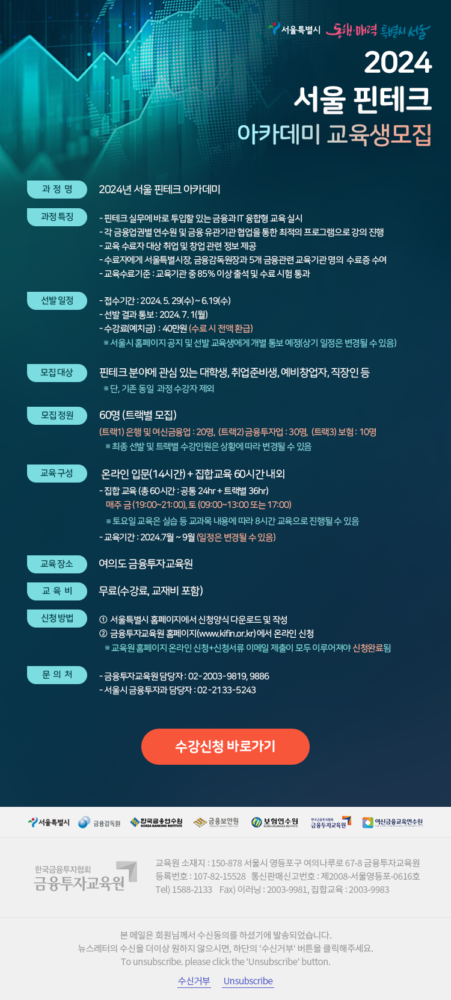 서울특별시 동행·매력 특별시 서울
2024
서울 핀테크
아카데미 교육생모집
과 정 명
2024년 서울 핀테크 아카데미
과정 특징
- 핀테크 실무에 바로 투입할 있는 금융과 IT 융합형 교육 실시
- 각 금융업권별 연수원 및 금융 유관기관 협업을 통한 최적의 프로그램으로 강의 진행
- 교육 수료자 대상 취업 및 창업 관련 정보 제공
- 수료자에게 서울특별시장, 금융감독원장과 5개 금융관련 교육기관 명의 수료증 수여
- 교육수료기준 : 교육기관 중 85% 이상 출석 및 수료 시험 통과
선발 일정
- 접수기간 : 2024. 5. 29(수) ~ 6.19(수)
- 선발 결과 통보 : 2024. 7. 1(월)
- 수강료(예치금) : 40만원 (수료 시 전액 환급)
※ 서울시 홈페이지 공지 및 선발 교육생에게 개별 통보 예정(상기 일정은 변경될 수 있음)
모집 대상
핀테크 분야에 관심 있는 대학생, 취업준비생, 예비창업자, 직장인 등
※ 단, 기존 동일 과정 수강자 제외
모집 정원
60명 (트랙별 모집)
(트랙1) 은행 및 여신금융업 : 20명, (트랙2) 금융투자업 : 30명, (트랙3) 보험 : 10명
※ 최종 선발 및 트랙별 수강인원은 상황에 따라 변경될 수 있음
교육 구성
온라인 입문(14시간) + 집합교육 60시간 내외
- 집합 교육 (총 60시간 : 공통 24hr + 트랙별 36hr)
매주 금 (19:00~21:00), 토 (09:00~13:00 또는 17:00)
※ 토요일 교육은 실습 등 교과목 내용에 따라 8시간 교육으로 진행될 수 있음
- 교육기간 : 2024.7월 ~ 9월 (일정은 변경될 수 있음)
교육 장소
여의도 금융투자교육원
교 육 비
무료(수강료, 교재비 포함)
신청 방법
① 서울특별시 홈페이지에서 신청양식 다운로드 및 작성
② 금융투자교육원 홈페이지(www.kifin.or.kr)에서 온라인 신청
※ 교육원 홈페이지 온라인 신청+신청서류 이메일 제출이 모두 이루어져야 신청완료됨
문 의 처
- 금융투자교육원 담당자 : 02-2003-9819, 9886
- 서울시 금융투자과 담당자 : 02-2133-5243
수강신청 바로가기
서울특별시 금융감독원 한국금융연수원 KOREA BANKING INSTITUTE 금융보안원 FINANCIAL SECURITY INSTITUTE 보험연수원 KOREA INSURANCE INSTITUTE 한국금융투자협회 금융투자교육원 여신금융교육연수원
한국금융투자협회
금융투자교육원
교육원 소재지 : 150-878 서울시 영등포구 여의나루로 67-8 금융투자교육원
등록번호 : 107-82-15528 통신판매신고번호 : 제2008-서울영등포-0616호
Tel) 1588-2133 Fax) 이러닝 : 2003-9981, 집합교육 : 2003-9983
본 메일은 회원님께서 수신동의를 하셨기에 발송되었습니다.
뉴스레터의 수신을 더이상 원하지 않으시면, 하단의 '수신거부' 버튼을 클릭해주세요.
To unsubscribe. please click the 'Unsubscribe' button.
수신거부 Unsubscribe